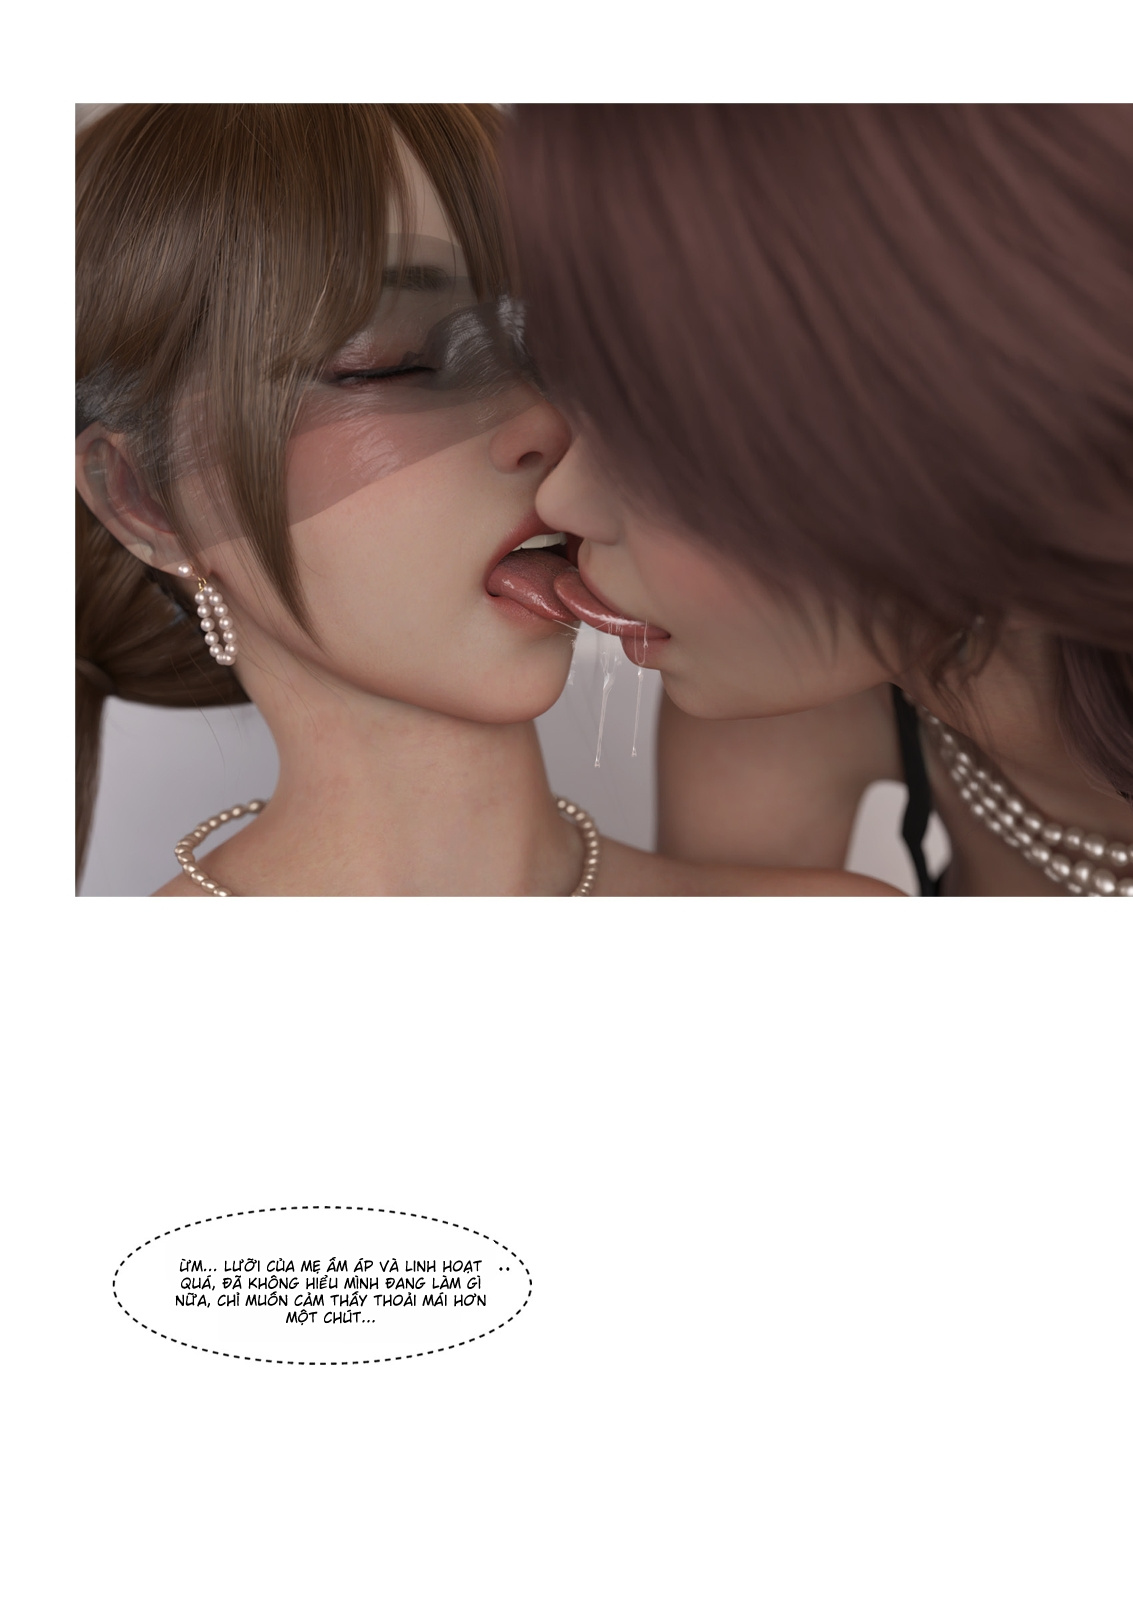 ỪM... LƯỠI CỦA MẸ ẤM ÁP VÀ LINH HOẠT ..
QUÁ, ĐÃ KHÔNG HIỂU MÌNH ĐANG LÀM GÌ
NỮA, CHỈ MUỐN CẢM THẤY THOẢI MÁI HƠN
MỘT CHÚT...